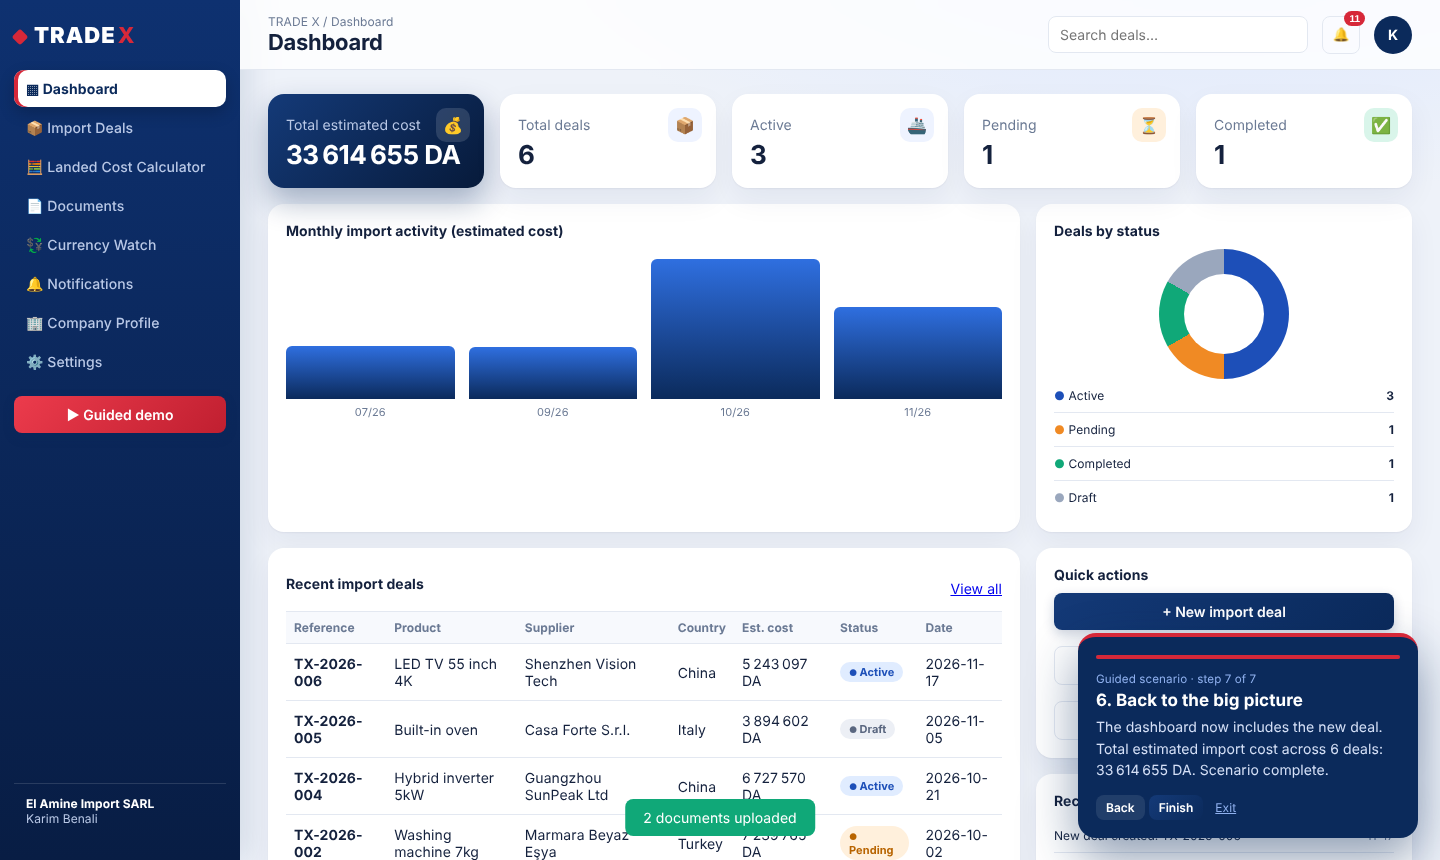 TRADE X
Dashboard
Import Deals
Landed Cost Calculator
Documents
Currency Watch
Notifications
Company Profile
Settings
▶ Guided demo
El Amine Import SARL
Karim Benali
TRADE X / Dashboard
Dashboard
Search deals...
11
K
Total estimated cost
33 614 655 DA
Total deals
6
Active
3
Pending
1
Completed
1
Monthly import activity (estimated cost)
07/26
09/26
10/26
11/26
Deals by status
Active 3
Pending 1
Completed 1
Draft 1
Recent import deals
View all
Reference Product Supplier Country Est. cost Status Date
TX-2026-006 LED TV 55 inch 4K Shenzhen Vision Tech China 5 243 097 DA Active 2026-11-17
TX-2026-005 Built-in oven Casa Forte S.r.l. Italy 3 894 602 DA Draft 2026-11-05
TX-2026-004 Hybrid inverter 5kW Guangzhou SunPeak Ltd China 6 727 570 DA Active 2026-10-21
TX-2026-002 Washing machine 7kg Marmara Beyaz Eşya Turkey DA Pending 2026-10-02
2 documents uploaded
Quick actions
+ New import deal
Guided scenario · step 7 of 7
6. Back to the big picture
The dashboard now includes the new deal.
Total estimated import cost across 6 deals:
33 614 655 DA. Scenario complete.
Back
Finish
Exit